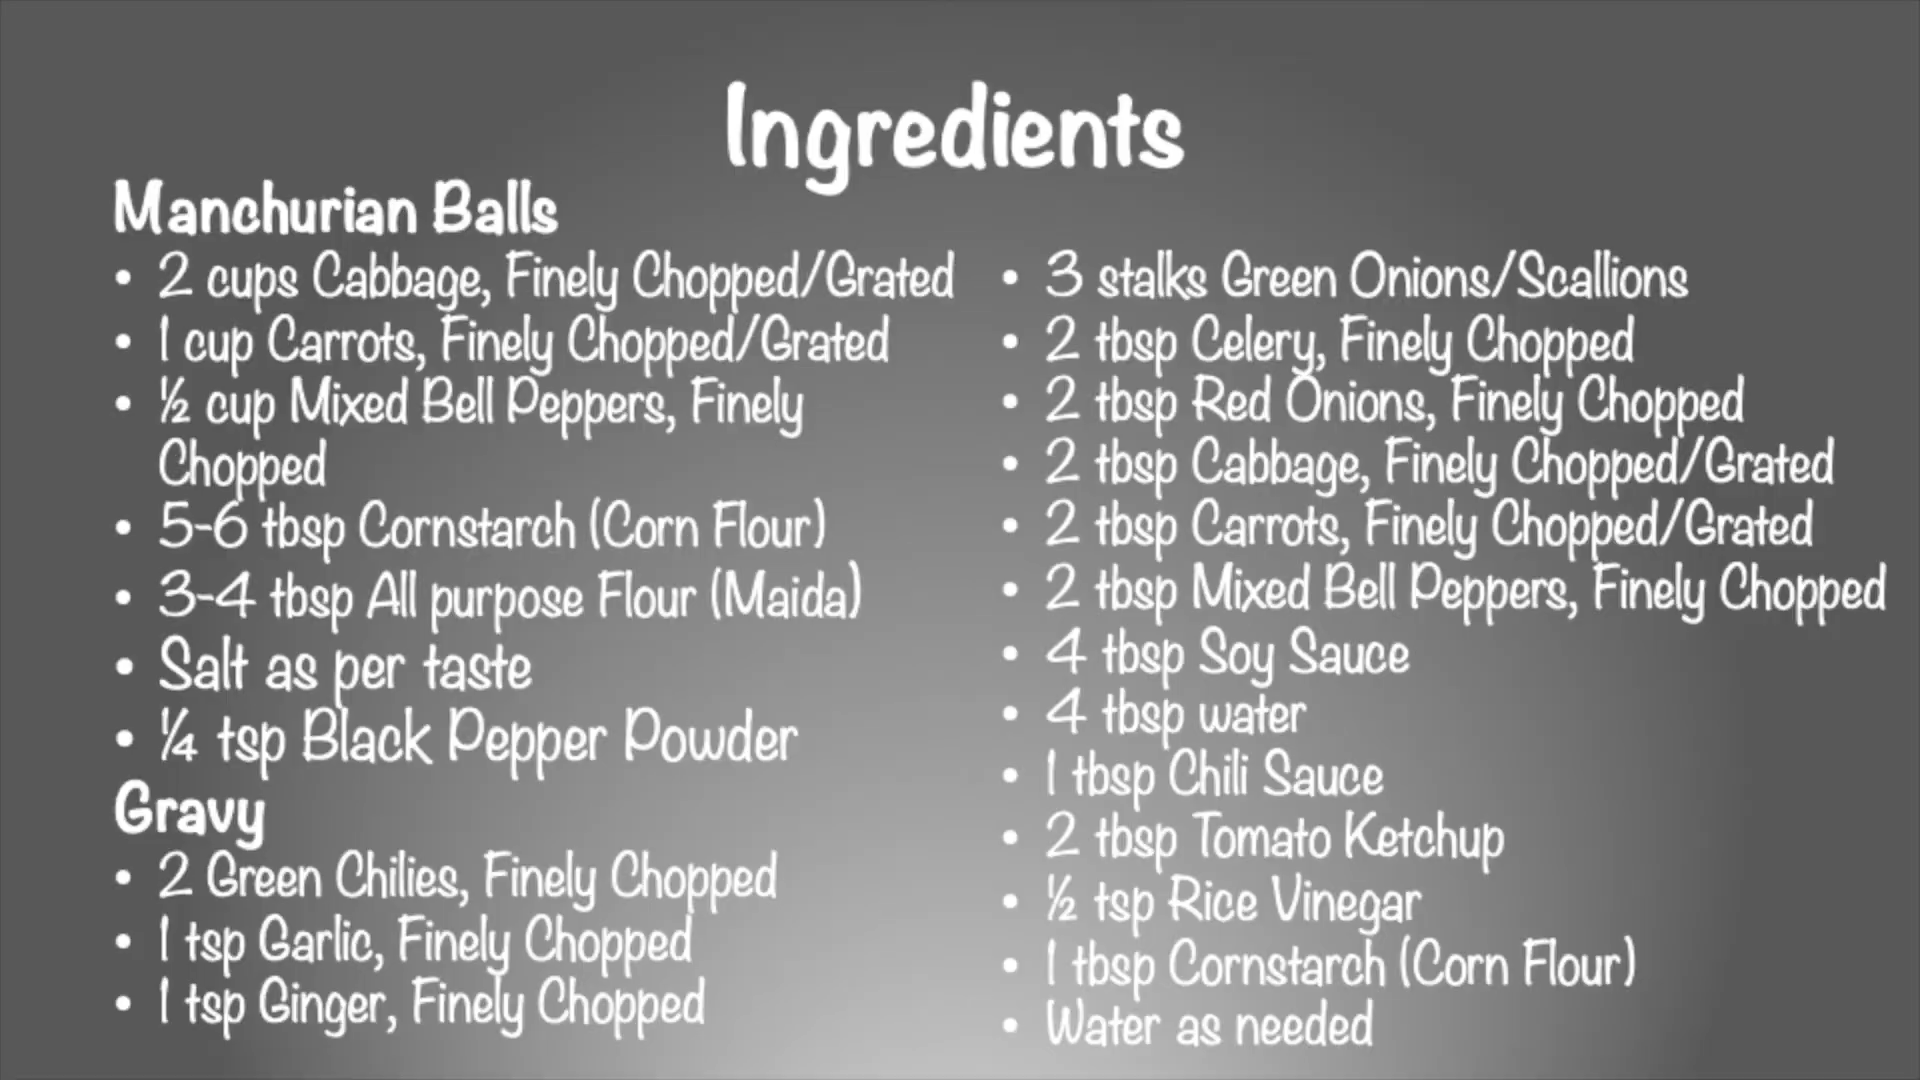 Ingredients
Manchurian Balls
• 2 cups Cabbage, Finely Chopped/Grated
• 1 cup Carrots, Finely Chopped/Grated
• ½ cup Mixed Bell Peppers, Finely
Chopped
• 5-6 tbsp Cornstarch (Corn Flour)
• 3-4 tbsp All purpose Flour (Maida)
• Salt as per taste
• ¼ tsp Black Pepper Powder
Gravy
• 2 Green Chilies, Finely Chopped
• 1 tsp Garlic, Finely Chopped
• 1 tsp Ginger, Finely Chopped
• 3 stalks Green Onions/Scallions
• 2 tbsp Celery, Finely Chopped
• 2 tbsp Red Onions, Finely Chopped
• 2 tbsp Cabbage, Finely Chopped/Grated
• 2 tbsp Carrots, Finely Chopped/Grated
• 2 tbsp Mixed Bell Peppers, Finely Chopped
• 4 tbsp Soy Sauce
• 4 tbsp water
• 1 tbsp Chili Sauce
• 2 tbsp Tomato Ketchup
• ½ tsp Rice Vinegar
• 1 tbsp Cornstarch (Corn Flour)
• Water as needed